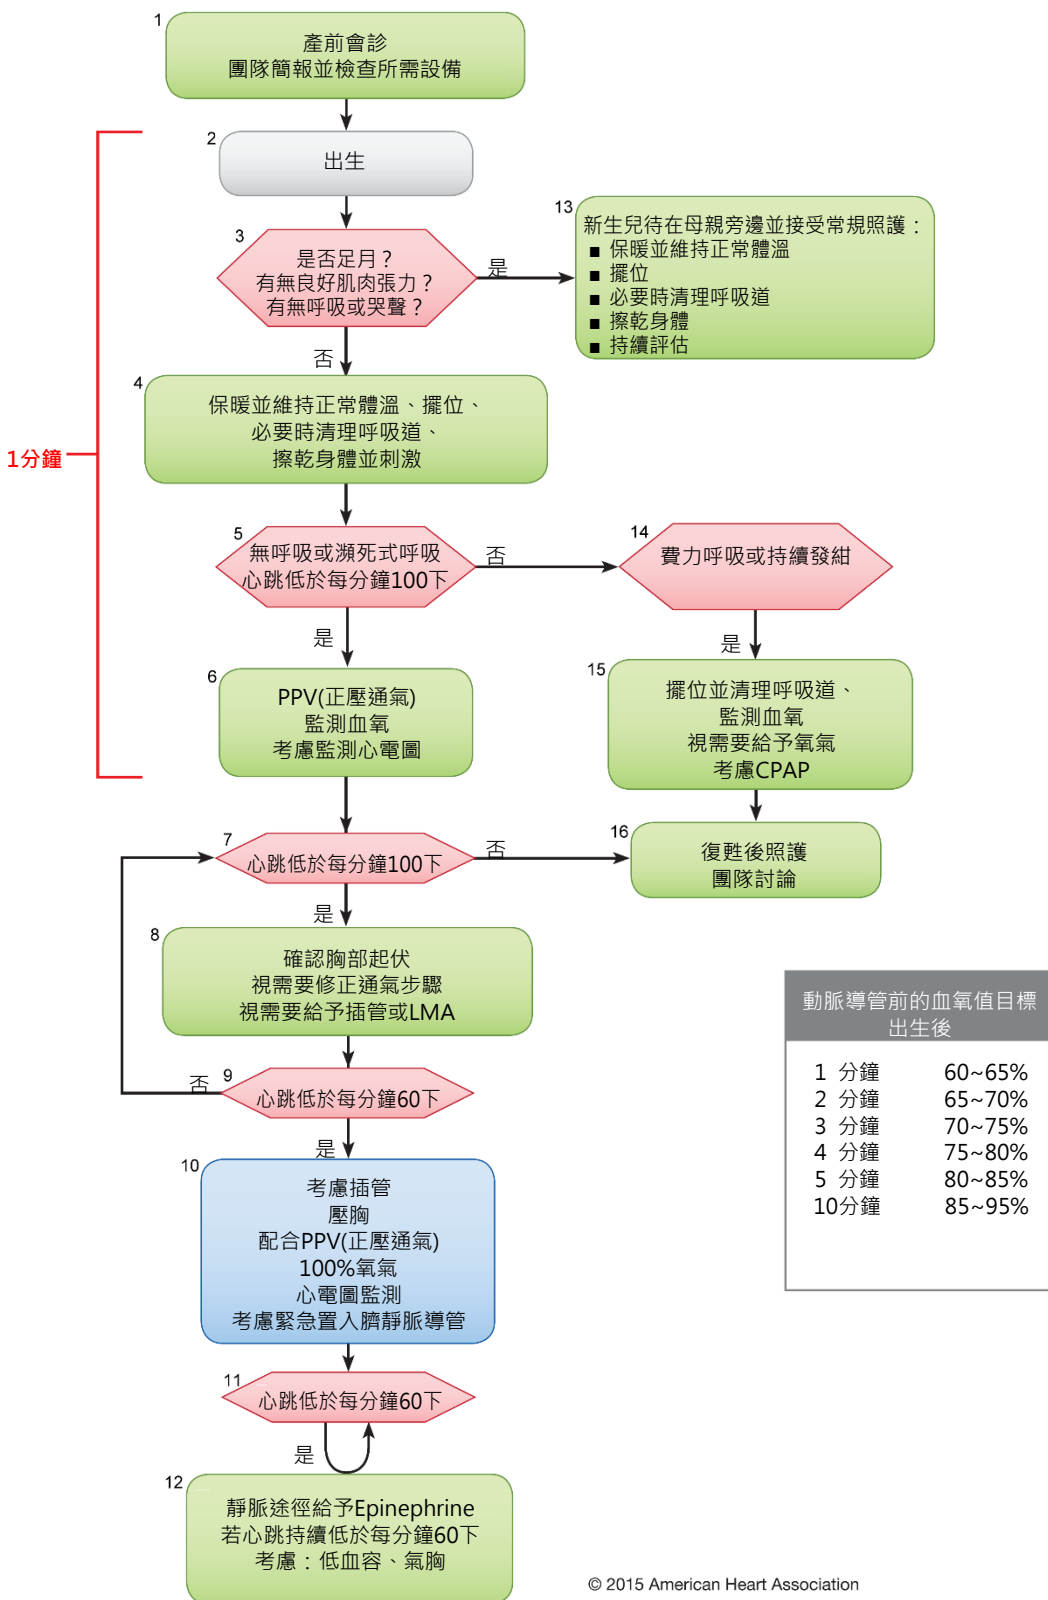 1
產前會診
團隊簡報並檢查所需設備
2
出生
3
是否足月？
有無良好肌肉張力？
有無呼吸或哭聲？
是
13
新生兒待在母親旁邊並接受常規照護：
■ 保暖並維持正常體溫
■ 擺位
■ 必要時清理呼吸道
■ 擦乾身體
■ 持續評估
否
4
保暖並維持正常體溫、擺位、
必要時清理呼吸道、
擦乾身體並刺激
1分鐘
5
無呼吸或瀕死式呼吸
心跳低於每分鐘100下
否
14
費力呼吸或持續發紺
是
是
6
PPV(正壓通氣)
監測血氧
考慮監測心電圖
15
擺位並清理呼吸道、
監測血氧
視需要給予氧氣
考慮CPAP
7
心跳低於每分鐘100下
否
16
復甦後照護
團隊討論
是
8
確認胸部起伏
視需要修正通氣步驟
視需要給予插管或LMA
9
心跳低於每分鐘60下
否
是
10
考慮插管
壓胸
配合PPV(正壓通氣)
100%氧氣
心電圖監測
考慮緊急置入臍靜脈導管
11
心跳低於每分鐘60下
是
12
靜脈途徑給予Epinephrine
若心跳持續低於每分鐘60下
考慮：低血容、氣胸
動脈導管前的血氧值目標
出生後
1 分鐘 60~65%
2 分鐘 65~70%
3 分鐘 70~75%
4 分鐘 75~80%
5 分鐘 80~85%
10分鐘 85~95%
© 2015 American Heart Association